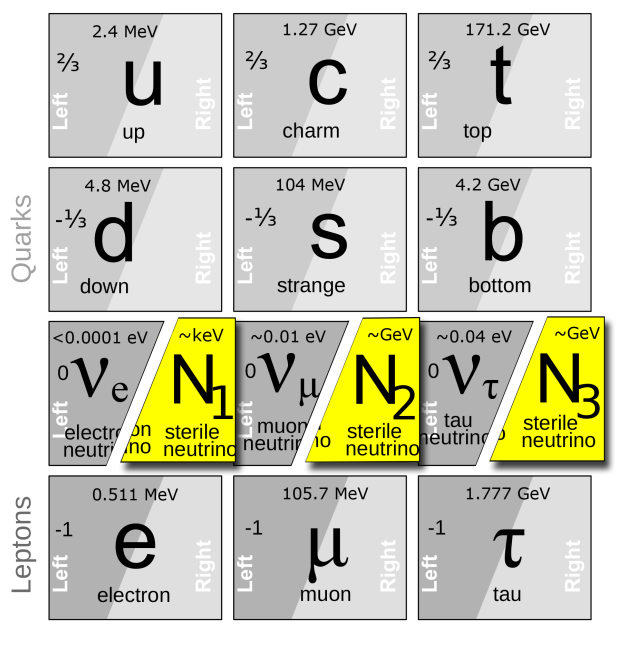 2.4 MeV
⅔
u
Left
Right
up
1.27 GeV
⅔
c
Left
Right
charm
171.2 GeV
⅔
t
Left
Right
top
Quarks
4.8 MeV
-⅓
d
Left
Right
down
104 MeV
-⅓
s
Left
Right
strange
4.2 GeV
-⅓
b
Left
Right
bottom
<0.0001 eV
0
νe
Left
electron
neutrino
~keV
N1
sterile
neutrino
~0.01 eV
0
νμ
Left
muon
neutrino
~GeV
N2
sterile
neutrino
~0.04 eV
0
ντ
Left
tau
neutrino
~GeV
N3
sterile
neutrino
Leptons
0.511 MeV
-1
e
Left
Right
electron
105.7 MeV
-1
μ
Left
Right
muon
1.777 GeV
-1
τ
Left
Right
tau